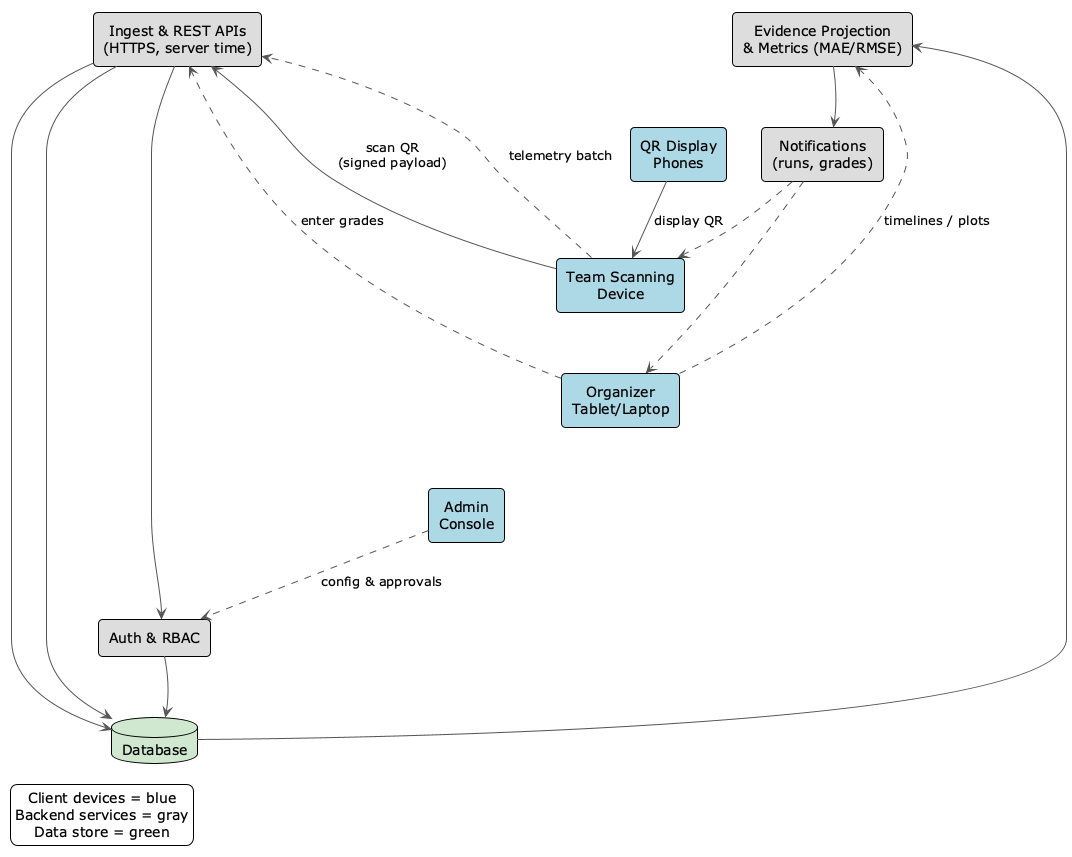 Ingest & REST APIs
(HTTPS, server time)
Evidence Projection
& Metrics (MAE/RMSE)
QR Display
Phones
Notifications
(runs, grades)
scan QR
(signed payload)
telemetry batch
enter grades
display QR
timelines / plots
Team Scanning
Device
Organizer
Tablet/Laptop
Admin
Console
config & approvals
Auth & RBAC
Database
Client devices = blue
Backend services = gray
Data store = green